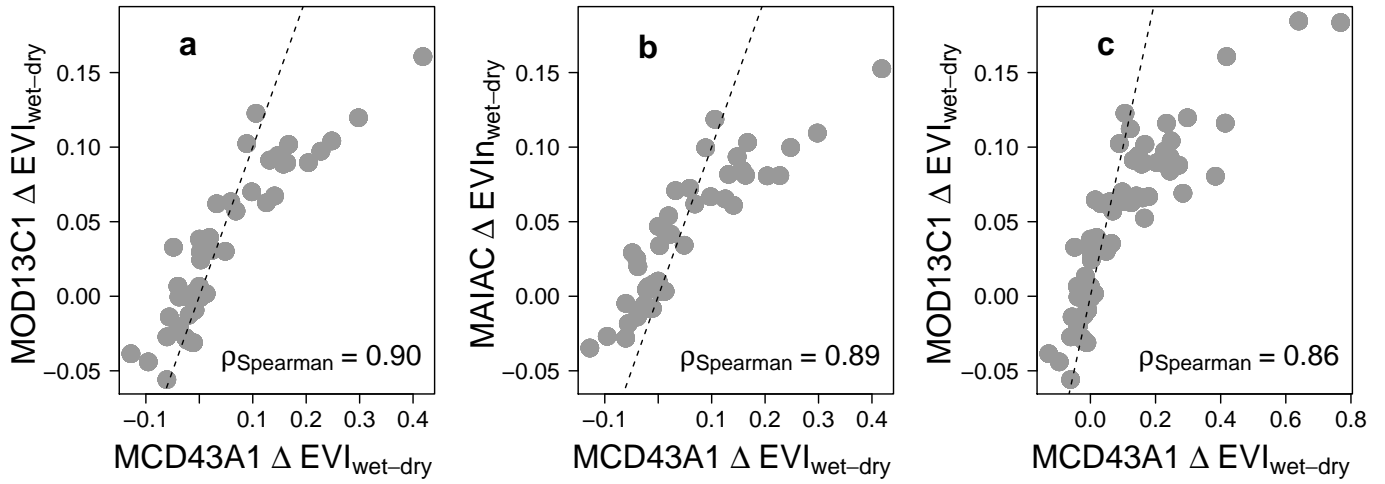 a
MOD13C1 Δ EVIwet−dry
0.15
0.10
0.05
0.00
−0.05
ρSpearman = 0.90
−0.1 0.1 0.2 0.3 0.4
MCD43A1 Δ EVIwet−dry
b
MAIAC Δ EVInwet−dry
0.15
0.10
0.05
0.00
−0.05
ρSpearman = 0.89
−0.1 0.1 0.2 0.3 0.4
MCD43A1 Δ EVIwet−dry
c
MOD13C1 Δ EVIwet−dry
0.15
0.10
0.05
0.00
−0.05
ρSpearman = 0.86
0.0 0.2 0.4 0.6 0.8
MCD43A1 Δ EVIwet−dry